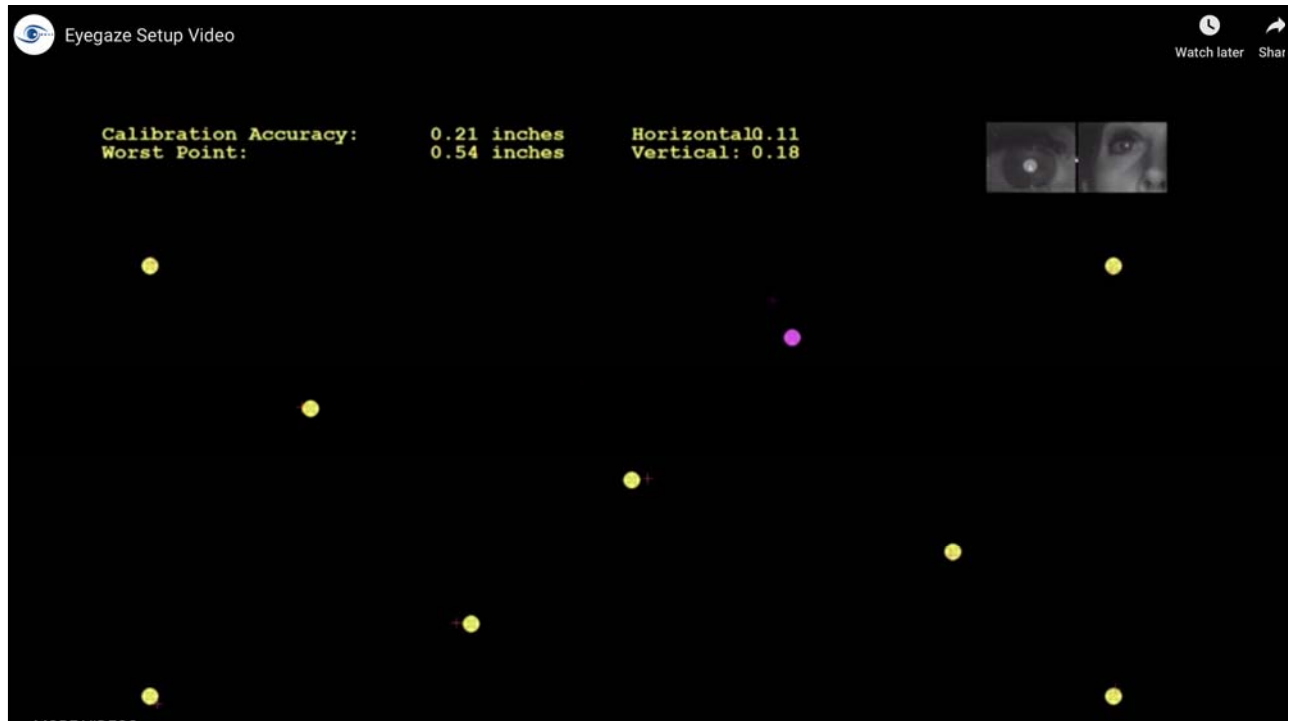 Eyegaze Setup Video
Watch later Shar
Calibration Accuracy: 0.21 inches Horizontal0.11
Worst Point: 0.54 inches Vertical: 0.18